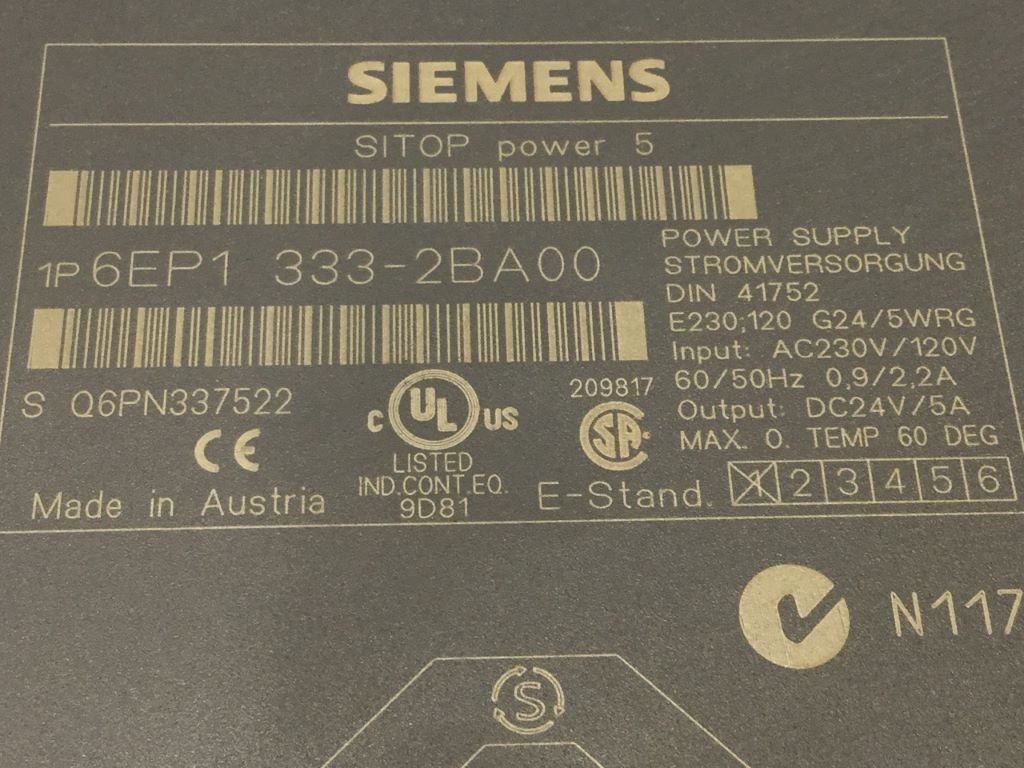 SIEMENS
SITOP power 5
1P 6EP1 333-2BA00
POWER SUPPLY
STROMVERSORGUNG
DIN 41752
E230;120 G24/5WRG
Input: AC230V/120V
60/50Hz 0,9/2,2A
Output: DC24V/5A
MAX. O. TEMP 60 DEG
S Q6PN337522
CE
Made in Austria
C UL US
LISTED
IND.CONT.EQ.
9D81
209817
SA
E-Stand. 1 2 3 4 5 6
N117
S